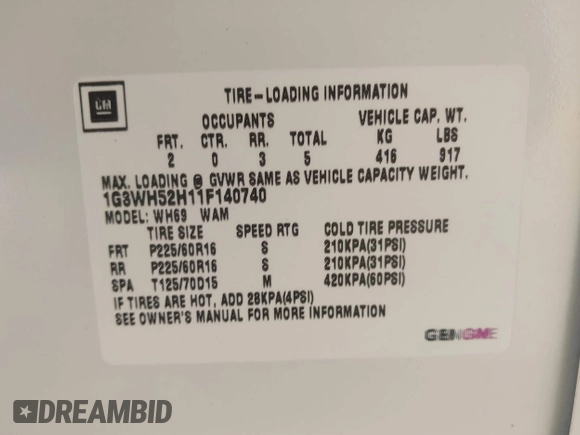 GM
TIRE-LOADING INFORMATION
OCCUPANTS VEHICLE CAP. WT.
FRT. CTR. RR. TOTAL KG LBS
2 0 3 5 416 917
MAX. LOADING @ GVWR SAME AS VEHICLE CAPACITY WEIGHT.
1G3WH52H11F140740
MODEL: WH69 WAM
TIRE SIZE SPEED RTG COLD TIRE PRESSURE
FRT P225/60R16 S 210KPA(31PSI)
RR P225/60R16 S 210KPA(31PSI)
SPA T125/70D15 M 420KPA(60PSI)
IF TIRES ARE HOT, ADD 28KPA(4PSI)
SEE OWNER'S MANUAL FOR MORE INFORMATION
DREAMBID